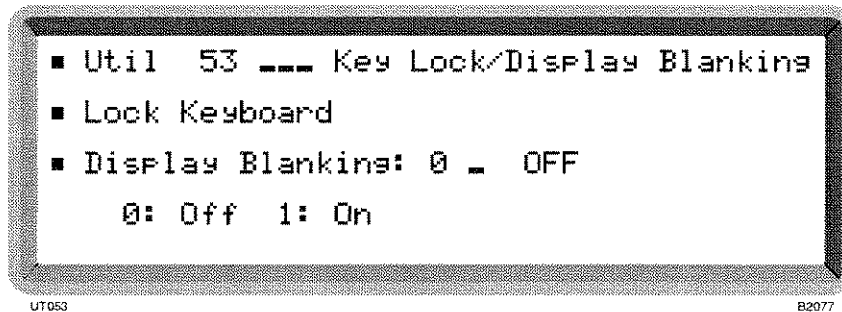 ▪ Util 53 ___ Key Lock/Display Blanking
▪ Lock Keyboard
▪ Display Blanking: 0 _ OFF
0: Off 1: On
UT053 B2077